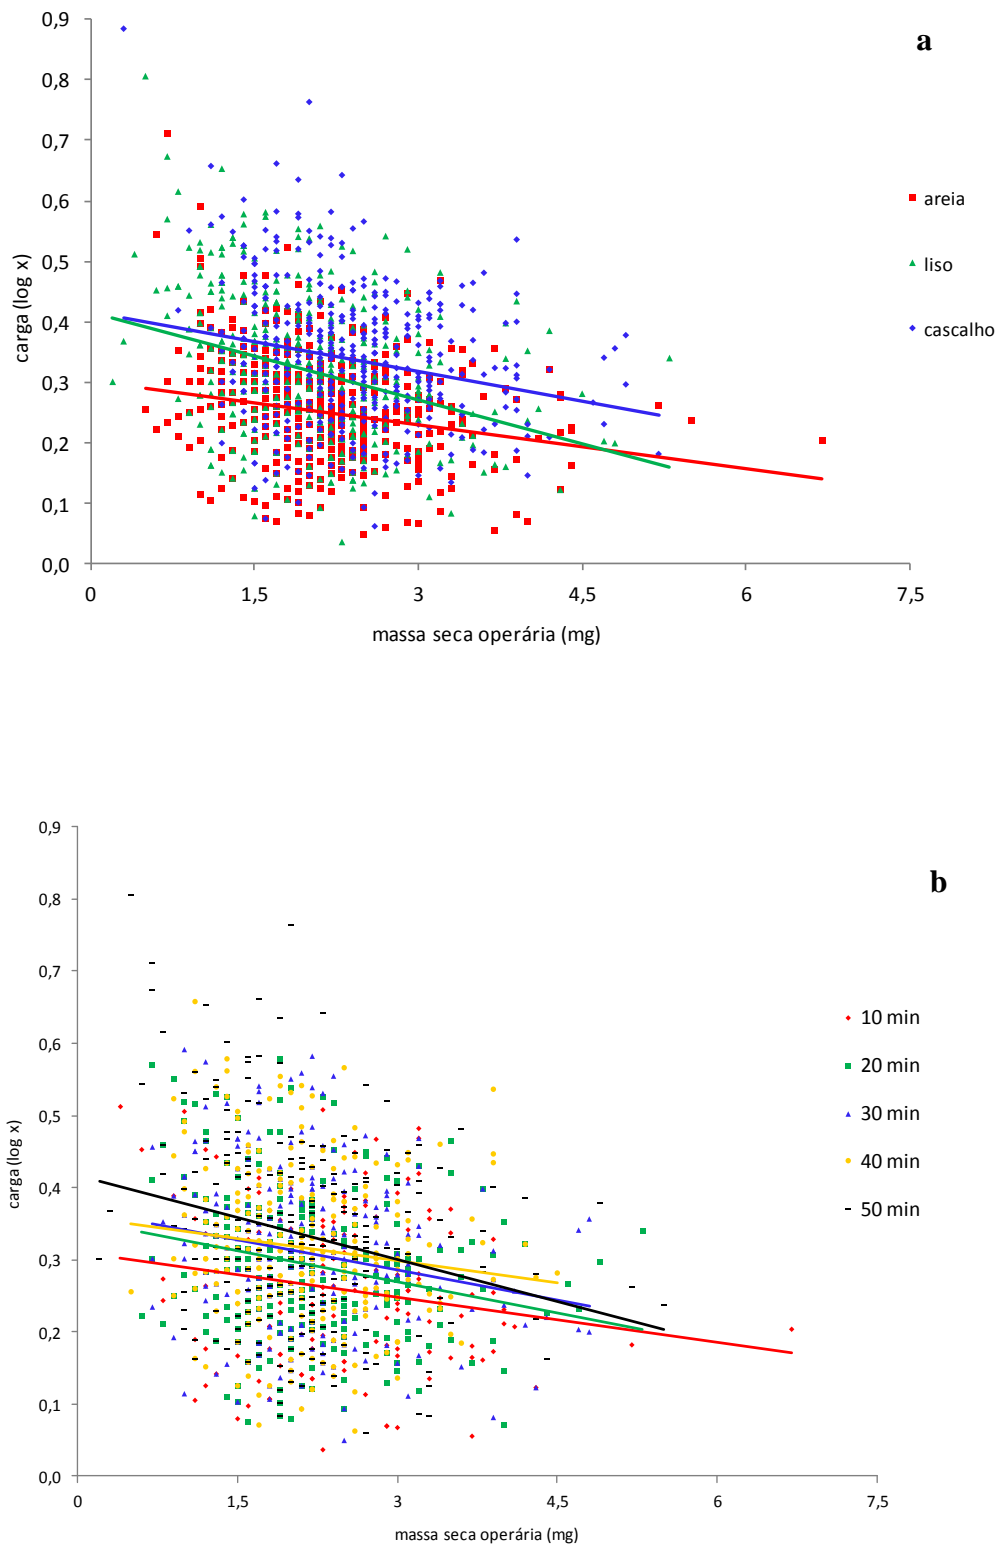 a
0,9
0,8
0,7
0,6
0,5
0,4
0,3
0,2
0,1
0,0
carga (log x)
0 1,5 3 4,5 6 7,5
massa seca operária (mg)
areia
liso
cascalho
b
0,9
0,8
0,7
0,6
0,5
0,4
0,3
0,2
0,1
0,0
carga (log x)
0 1,5 3 4,5 6 7,5
massa seca operária (mg)
10 min
20 min
30 min
40 min
50 min